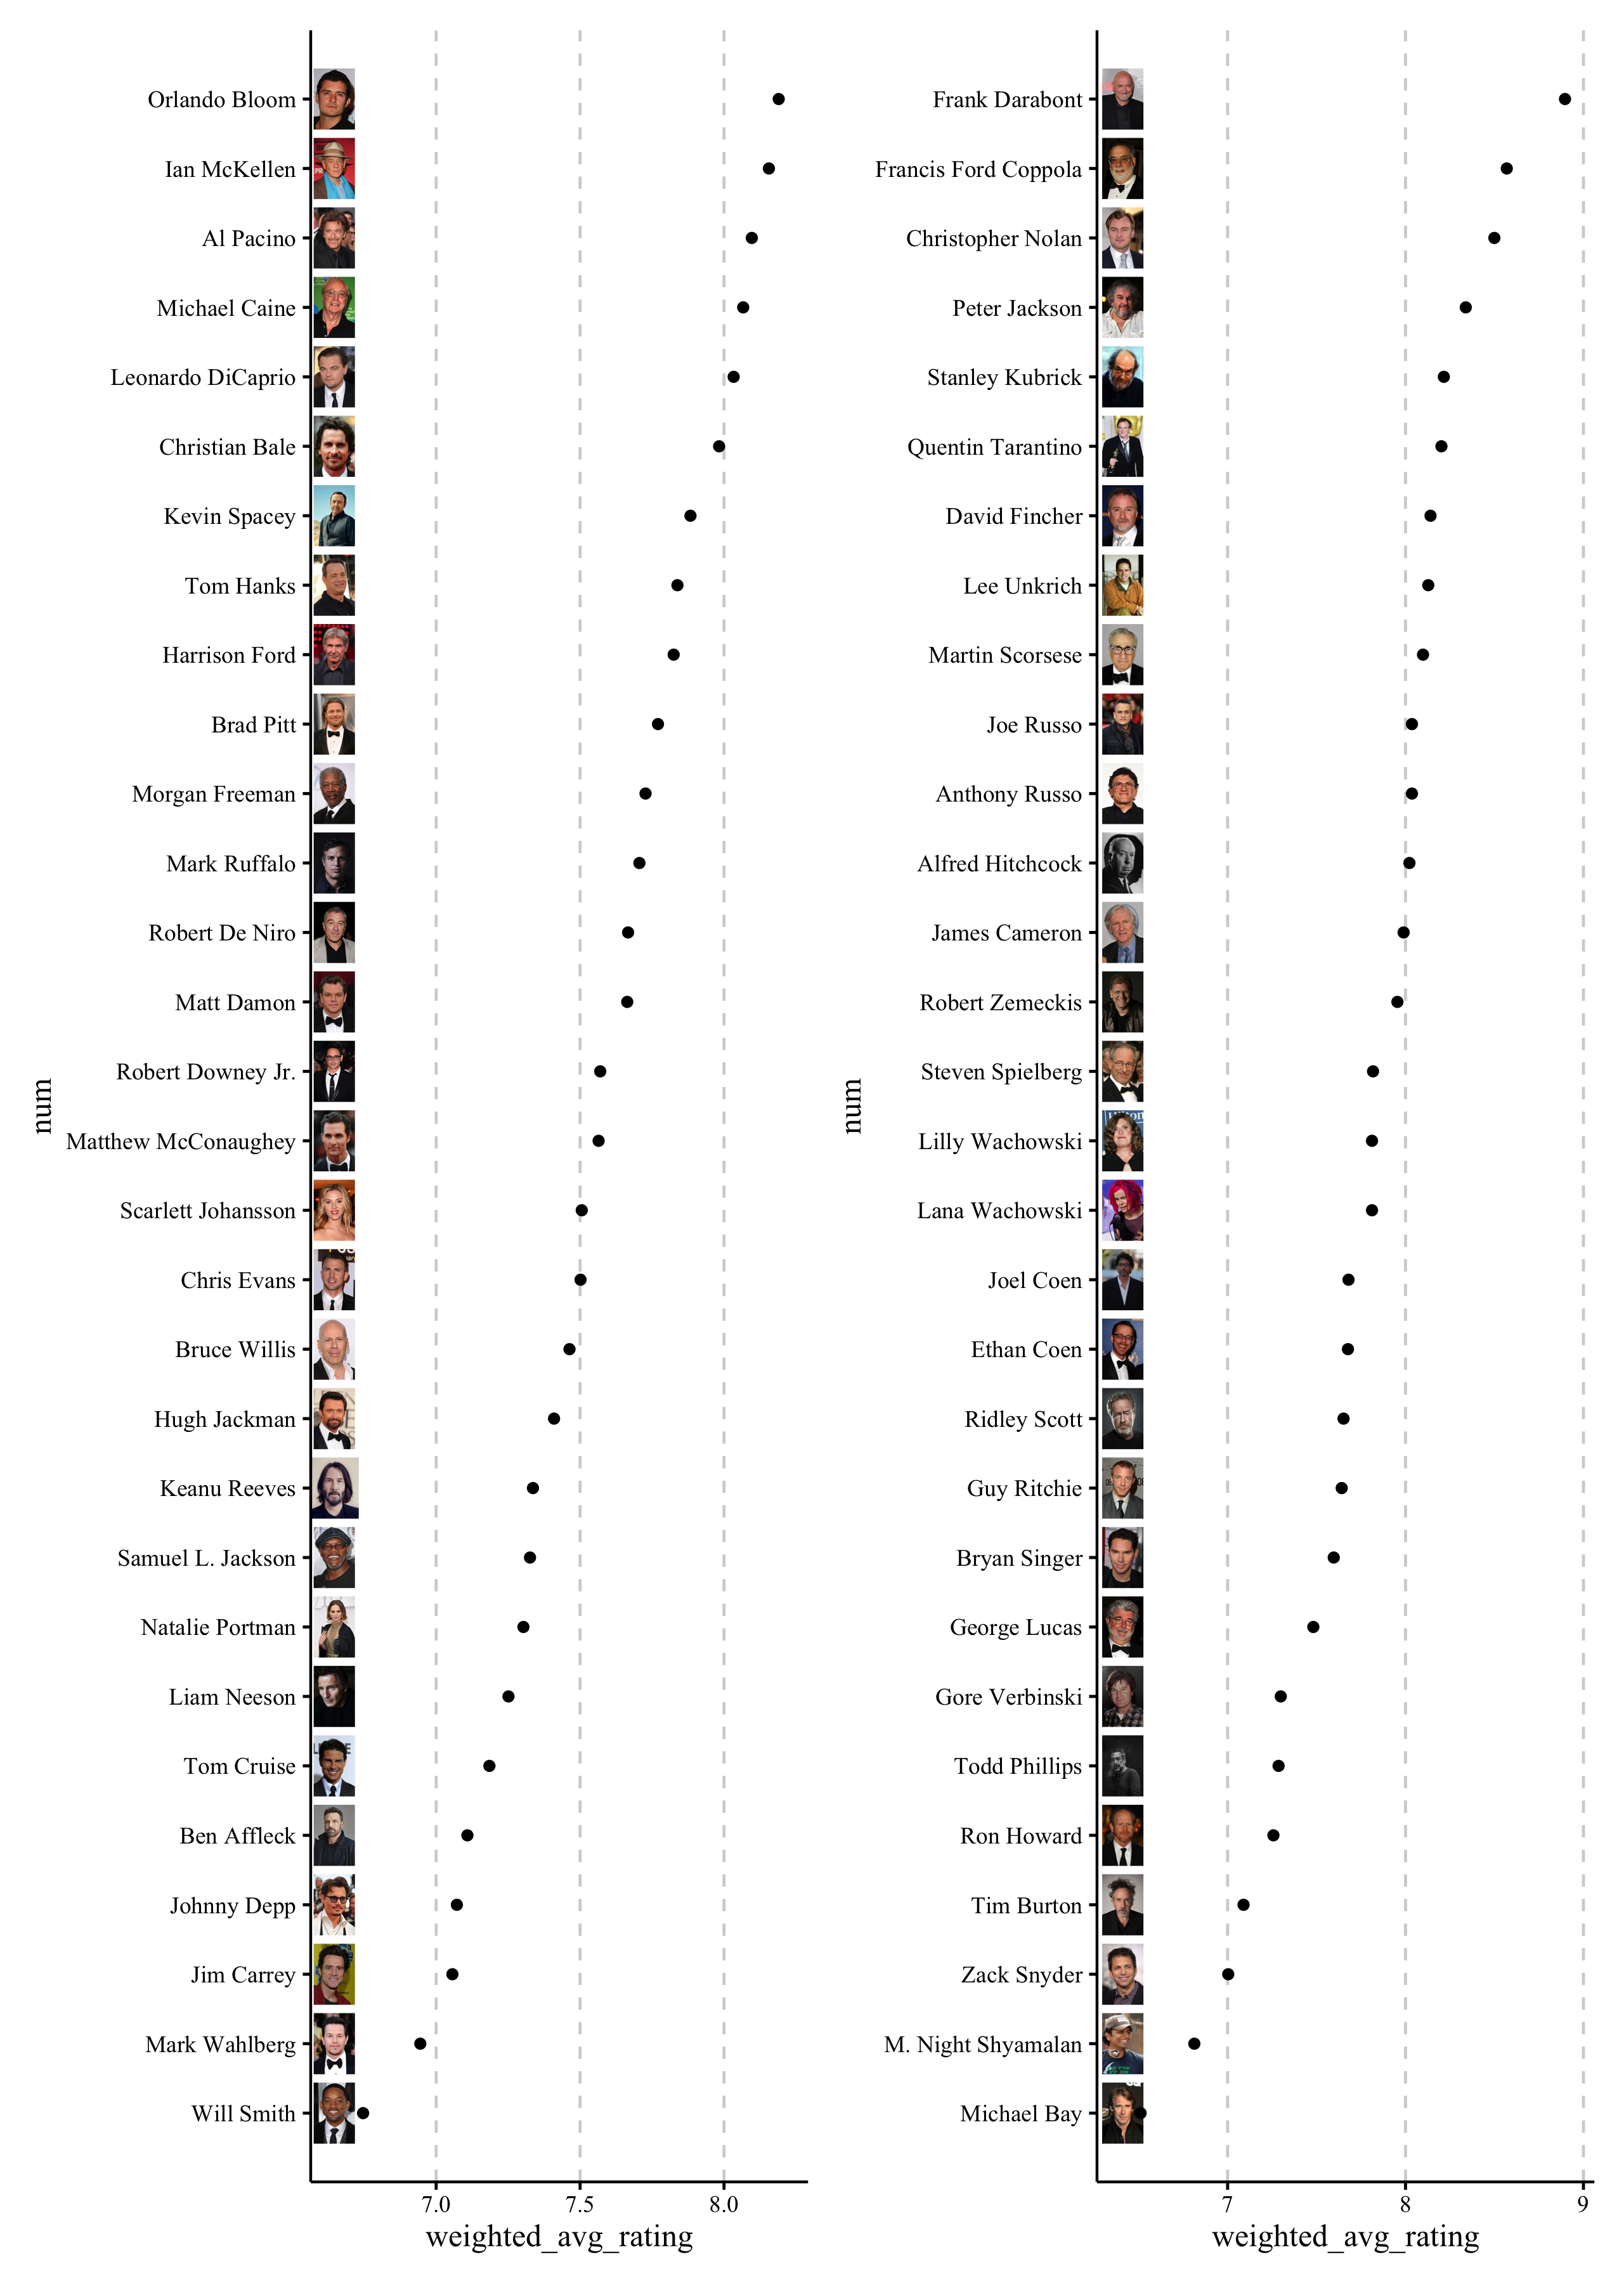 num
Orlando Bloom
Ian McKellen
Al Pacino
Michael Caine
Leonardo DiCaprio
Christian Bale
Kevin Spacey
Tom Hanks
Harrison Ford
Brad Pitt
Morgan Freeman
Mark Ruffalo
Robert De Niro
Matt Damon
Robert Downey Jr.
Matthew McConaughey
Scarlett Johansson
Chris Evans
Bruce Willis
Hugh Jackman
Keanu Reeves
Samuel L. Jackson
Natalie Portman
Liam Neeson
Tom Cruise
Ben Affleck
Johnny Depp
Jim Carrey
Mark Wahlberg
Will Smith
7.0 7.5 8.0
weighted_avg_rating
num
Frank Darabont
Francis Ford Coppola
Christopher Nolan
Peter Jackson
Stanley Kubrick
Quentin Tarantino
David Fincher
Lee Unkrich
Martin Scorsese
Joe Russo
Anthony Russo
Alfred Hitchcock
James Cameron
Robert Zemeckis
Steven Spielberg
Lilly Wachowski
Lana Wachowski
Joel Coen
Ethan Coen
Ridley Scott
Guy Ritchie
Bryan Singer
George Lucas
Gore Verbinski
Todd Phillips
Ron Howard
Tim Burton
Zack Snyder
M. Night Shyamalan
Michael Bay
7 8 9
weighted_avg_rating